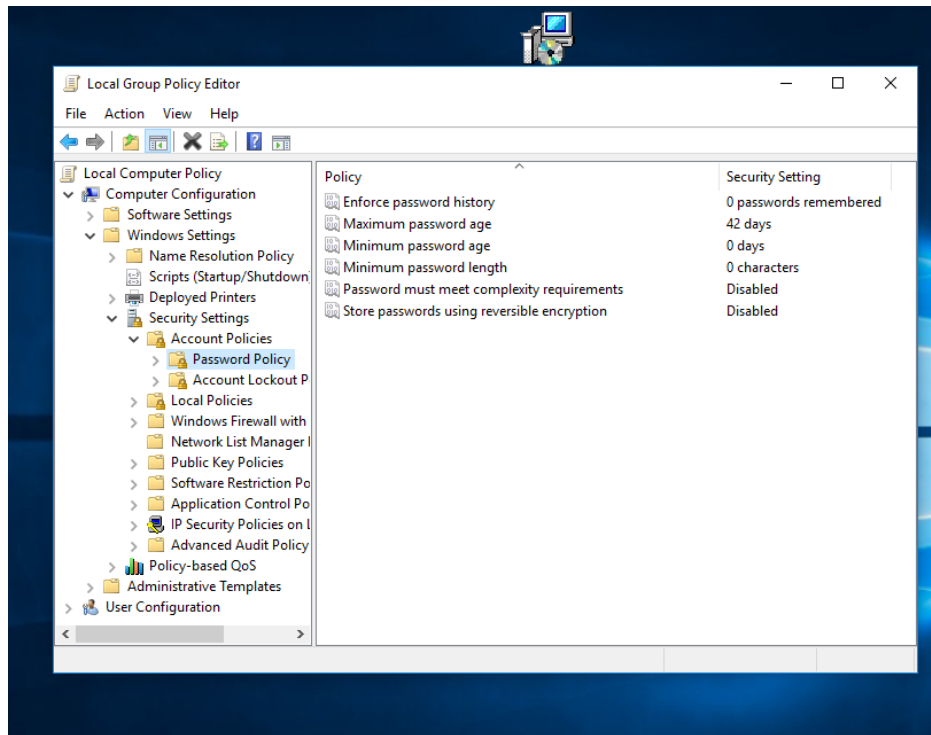 Local Group Policy Editor
File Action View Help
Local Computer Policy
Computer Configuration
Software Settings
Windows Settings
Name Resolution Policy
Scripts (Startup/Shutdown)
Deployed Printers
Security Settings
Account Policies
Password Policy
Account Lockout P
Local Policies
Windows Firewall with
Network List Manager
Public Key Policies
Software Restriction Po
Application Control Po
IP Security Policies on L
Advanced Audit Policy
Policy-based QoS
Administrative Templates
User Configuration
Policy Security Setting
Enforce password history 0 passwords remembered
Maximum password age 42 days
Minimum password age 0 days
Minimum password length 0 characters
Password must meet complexity requirements Disabled
Store passwords using reversible encryption Disabled